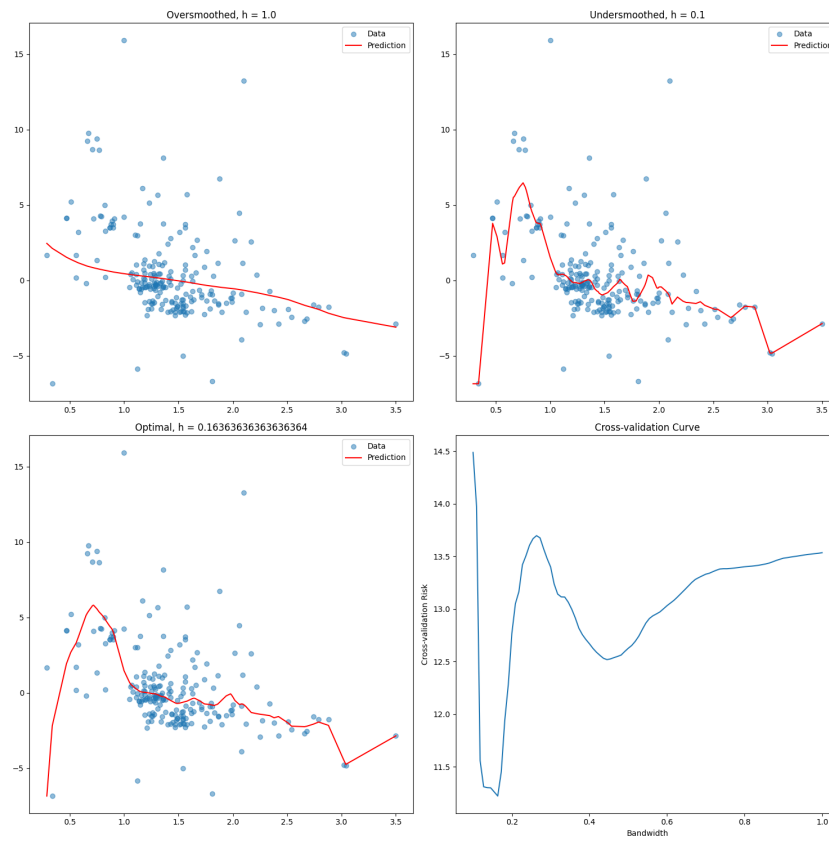 Oversmoothed, h = 1.0
Data
Prediction
15
10
5
0
−5
0.5 1.0 1.5 2.0 2.5 3.0 3.5
Undersmoothed, h = 0.1
Data
Prediction
15
10
5
0
−5
0.5 1.0 1.5 2.0 2.5 3.0 3.5
Optimal, h = 0.16363636363636364
Data
Prediction
15
10
5
0
−5
0.5 1.0 1.5 2.0 2.5 3.0 3.5
Cross-validation Curve
Cross-validation Risk
14.5
14.0
13.5
13.0
12.5
12.0
11.5
0.2 0.4 0.6 0.8 1.0
Bandwidth